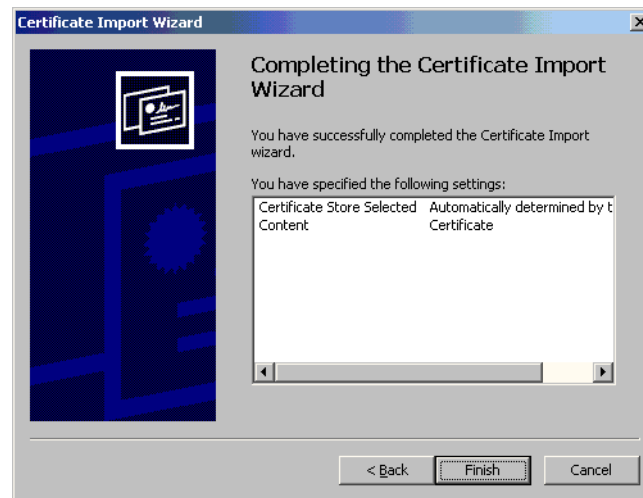 Certificate Import Wizard
Completing the Certificate Import
Wizard
You have successfully completed the Certificate Import
wizard.
You have specified the following settings:
Certificate Store Selected Automatically determined by t
Content Certificate
< Back Finish Cancel